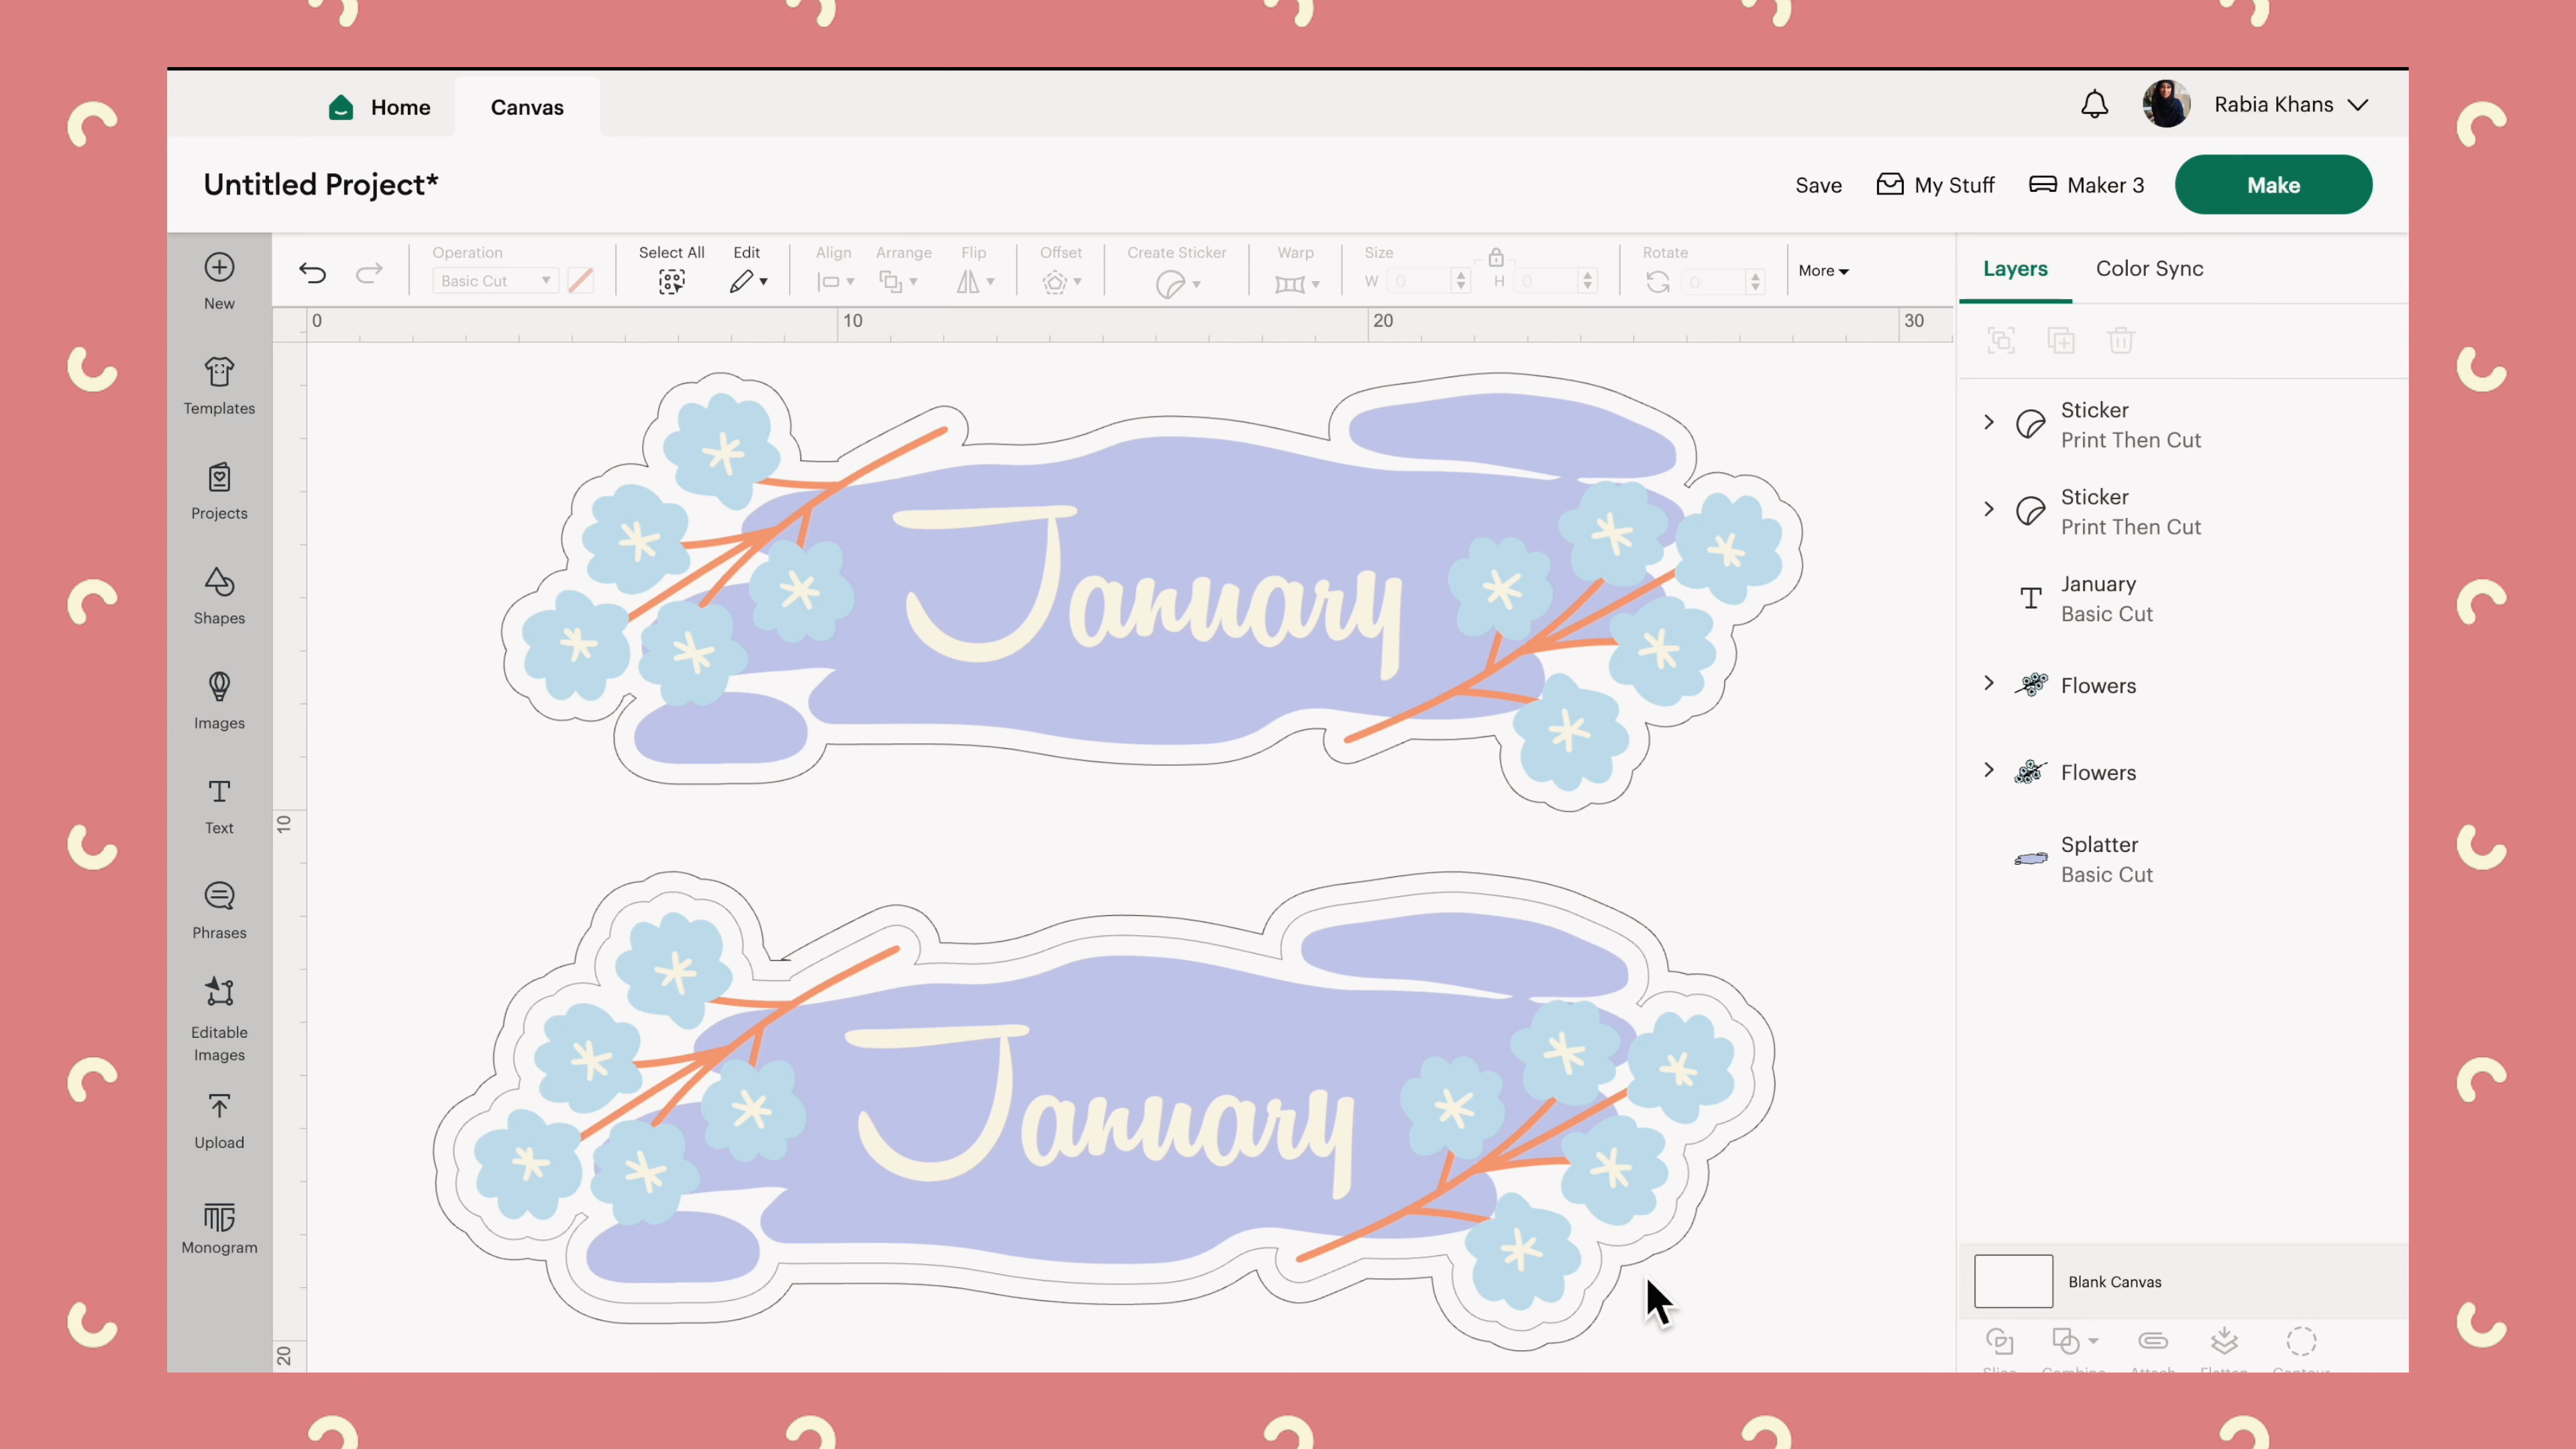 Home
Canvas
Rabia Khans
Untitled Project*
Save
My Stuff
Maker 3
Make
New
Templates
Projects
Shapes
Images
Text
Phrases
Editable
Images
Upload
Monogram
Operation
Basic Cut
Select All
Edit
Align
Arrange
Flip
Offset
Create Sticker
Warp
Size
W 0
H 0
Rotate
0
More
0 10 20 30
10
20
January
January
Layers
Color Sync
Sticker
Print Then Cut
Sticker
Print Then Cut
January
Basic Cut
Flowers
Flowers
Splatter
Basic Cut
Blank Canvas